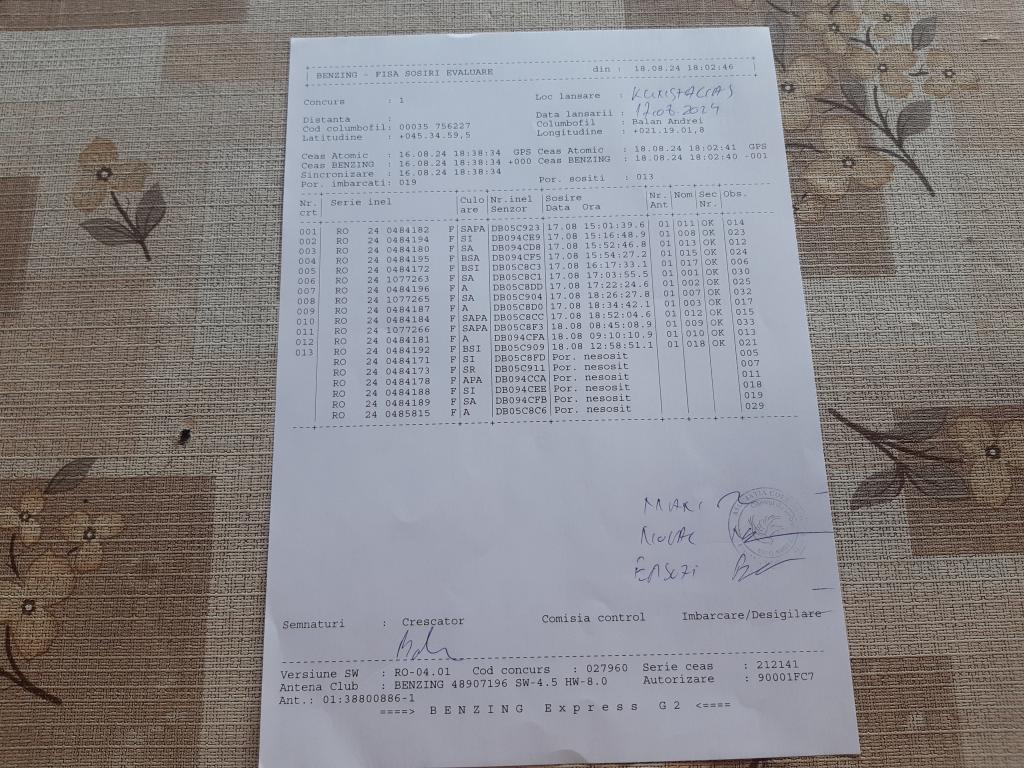 BENZING - FISA SOSIRI EVALUARE din : 18.08.24 18:02:46
Concurs : 1 Loc lansare :
Distanta : Data lansarii : 17.08.2024
Cod columbofil: 00035 756227 Columbofil : Balan Andrei
Latitudine : +045.34.59,5 Longitudine : +021.19.01,8
Ceas Atomic : 16.08.24 18:38:34 GPS Ceas Atomic : 18.08.24 18:02:41 GPS
Ceas BENZING : 16.08.24 18:38:34 +000 Ceas BENZING : 18.08.24 18:02:40 -001
Sincronizare : 16.08.24 18:38:34
Por. imbarcati: 019 Por. sositi : 013
Nr. Serie inel Culo Nr.inel Sosire Nr. Nom Sec Obs.
crt are Senzor Data Ora Ant Nr.
001 RO 24 0484182 F SAPA DB05C923 17.08 15:01:39.6 01 011 OK 014
002 RO 24 0484194 F SI DB094CE9 17.08 15:16:48.9 01 008 OK 023
003 RO 24 0484180 F SA DB094CD8 17.08 15:52:46.8 01 013 OK 012
004 RO 24 0484195 F BSA DB094CF5 17.08 15:54:27.2 01 015 OK 024
005 RO 24 0484172 F BSI DB05C8C3 17.08 16:17:33.1 01 017 OK 006
006 RO 24 1077263 F SA DB05C8C1 17.08 17:03:55.5 01 001 OK 030
007 RO 24 0484196 F A DB05C8DD 17.08 17:22:24.6 01 002 OK 025
008 RO 24 1077265 F SA DB05C904 17.08 18:26:27.8 01 007 OK 032
009 RO 24 0484187 F A DB05C8D0 17.08 18:34:42.1 01 003 OK 017
010 RO 24 0484184 F SAPA DB05C8CC 17.08 18:52:04.6 01 012 OK 015
011 RO 24 1077266 F SAPA DB05C8F3 18.08 08:45:08.9 01 009 OK 033
012 RO 24 0484181 F A DB094CFA 18.08 09:10:10.9 01 010 OK 013
013 RO 24 0484192 F BSI DB05C909 18.08 12:58:51.1 01 018 OK 021
RO 24 0484171 F SI DB05C8FD Por. nesosit 005
RO 24 0484173 F SR DB05C911 Por. nesosit 007
RO 24 0484178 F APA DB094CCA Por. nesosit 011
RO 24 0484188 F SI DB094CEE Por. nesosit 018
RO 24 0484189 F SA DB094CFB Por. nesosit 019
RO 24 0485815 F A DB05C8C6 Por. nesosit 029
Semnaturi : Crescator Comisia control Imbarcare/Desigilare
Versiune SW : RO-04.01 Cod concurs : 027960 Serie ceas : 212141
Antena Club : BENZING 48907196 SW-4.5 HW-8.0 Autorizare : 90001FC7
Ant.: 01:38800886-1
====> BENZING Express G2 <====